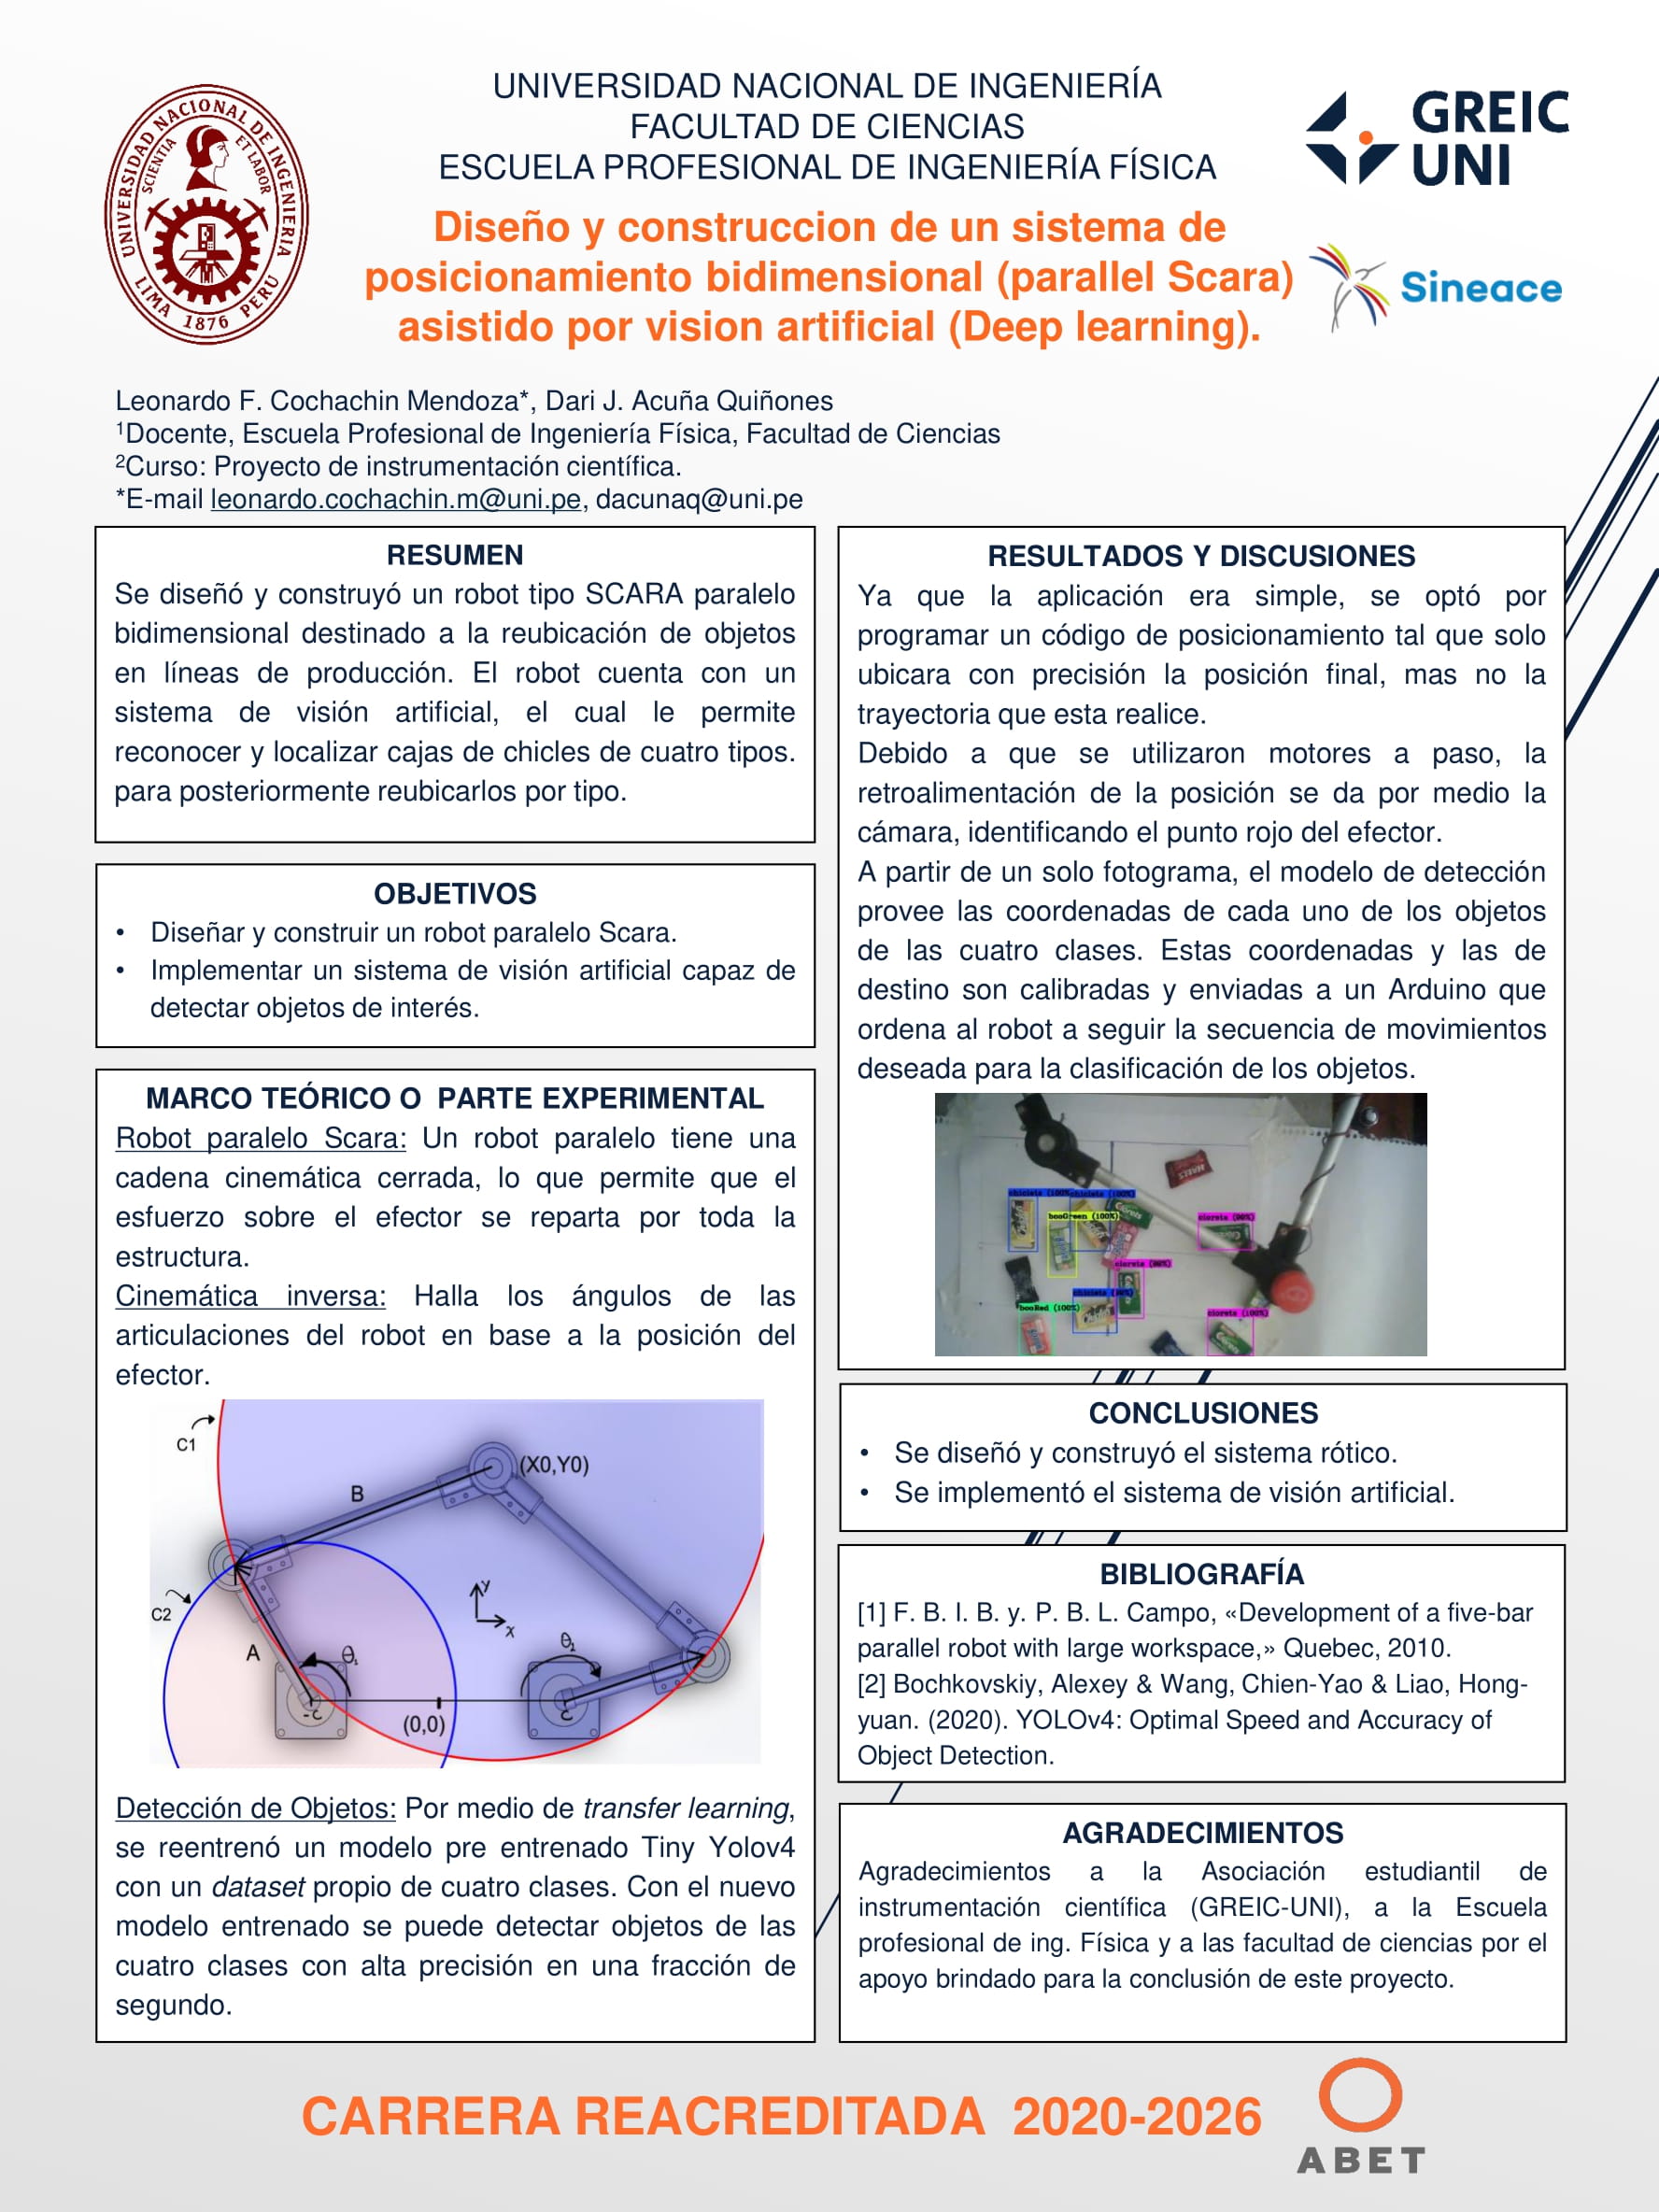 UNIVERSIDAD NACIONAL DE INGENIERÍA
FACULTAD DE CIENCIAS
ESCUELA PROFESIONAL DE INGENIERÍA FÍSICA
UNIVERSIDAD NACIONAL DE INGENIERIA
SCIENTIA ET LABOR
LIMA 1876 PERU
GREIC
UNI
Sineace
Diseño y construccion de un sistema de
posicionamiento bidimensional (parallel Scara)
asistido por vision artificial (Deep learning).
Leonardo F. Cochachin Mendoza*, Dari J. Acuña Quiñones
¹Docente, Escuela Profesional de Ingeniería Física, Facultad de Ciencias
²Curso: Proyecto de instrumentación científica.
*E-mail leonardo.cochachin.m@uni.pe, dacunaq@uni.pe
RESUMEN
Se diseñó y construyó un robot tipo SCARA paralelo
bidimensional destinado a la reubicación de objetos
en líneas de producción. El robot cuenta con un
sistema de visión artificial, el cual le permite
reconocer y localizar cajas de chicles de cuatro tipos.
para posteriormente reubicarlos por tipo.
OBJETIVOS
• Diseñar y construir un robot paralelo Scara.
• Implementar un sistema de visión artificial capaz de
detectar objetos de interés.
MARCO TEÓRICO O PARTE EXPERIMENTAL
Robot paralelo Scara: Un robot paralelo tiene una
cadena cinemática cerrada, lo que permite que el
esfuerzo sobre el efector se reparta por toda la
estructura.
Cinemática inversa: Halla los ángulos de las
articulaciones del robot en base a la posición del
efector.
C1
(X0,Y0)
B
y
x
C2
A
θ₁
θ₂
-C
C
(0,0)
Detección de Objetos: Por medio de transfer learning,
se reentrenó un modelo pre entrenado Tiny Yolov4
con un dataset propio de cuatro clases. Con el nuevo
modelo entrenado se puede detectar objetos de las
cuatro clases con alta precisión en una fracción de
segundo.
RESULTADOS Y DISCUSIONES
Ya que la aplicación era simple, se optó por
programar un código de posicionamiento tal que solo
ubicara con precisión la posición final, mas no la
trayectoria que esta realice.
Debido a que se utilizaron motores a paso, la
retroalimentación de la posición se da por medio la
cámara, identificando el punto rojo del efector.
A partir de un solo fotograma, el modelo de detección
provee las coordenadas de cada uno de los objetos
de las cuatro clases. Estas coordenadas y las de
destino son calibradas y enviadas a un Arduino que
ordena al robot a seguir la secuencia de movimientos
deseada para la clasificación de los objetos.
booGreen (100%)
booRed (100%)
CONCLUSIONES
• Se diseñó y construyó el sistema rótico.
• Se implementó el sistema de visión artificial.
BIBLIOGRAFÍA
[1] F. B. I. B. y. P. B. L. Campo, «Development of a five-bar
parallel robot with large workspace,» Quebec, 2010.
[2] Bochkovskiy, Alexey & Wang, Chien-Yao & Liao, Hong-
yuan. (2020). YOLOv4: Optimal Speed and Accuracy of
Object Detection.
AGRADECIMIENTOS
Agradecimientos a la Asociación estudiantil de
instrumentación científica (GREIC-UNI), a la Escuela
profesional de ing. Física y a las facultad de ciencias por el
apoyo brindado para la conclusión de este proyecto.
CARRERA REACREDITADA 2020-2026
ABET